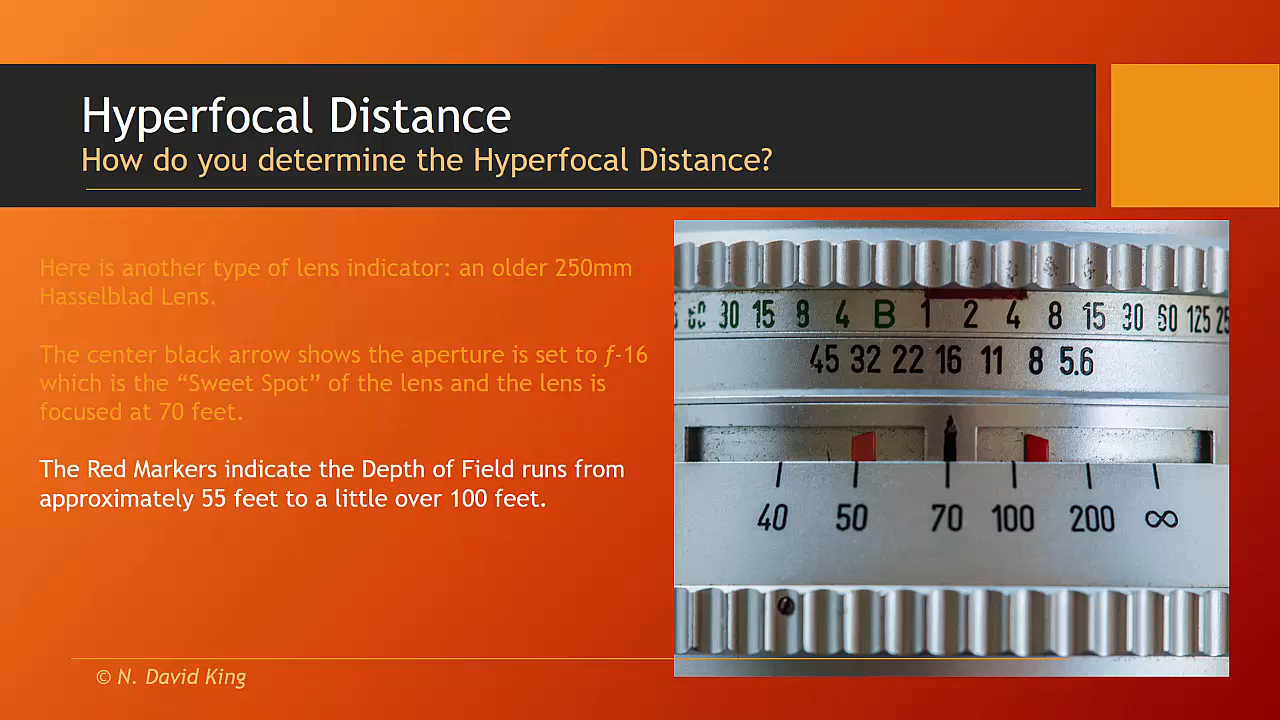 Hyperfocal Distance
How do you determine the Hyperfocal Distance?
Here is another type of lens indicator: an older 250mm
Hasselblad Lens.
The center black arrow shows the aperture is set to ƒ-16
which is the “Sweet Spot” of the lens and the lens is
focused at 70 feet.
The Red Markers indicate the Depth of Field runs from
approximately 55 feet to a little over 100 feet.
60 30 15 8 4 B 1 2 4 8 15 30 60 125
45 32 22 16 11 8 5.6
40 50 70 100 200 ∞
© N. David King